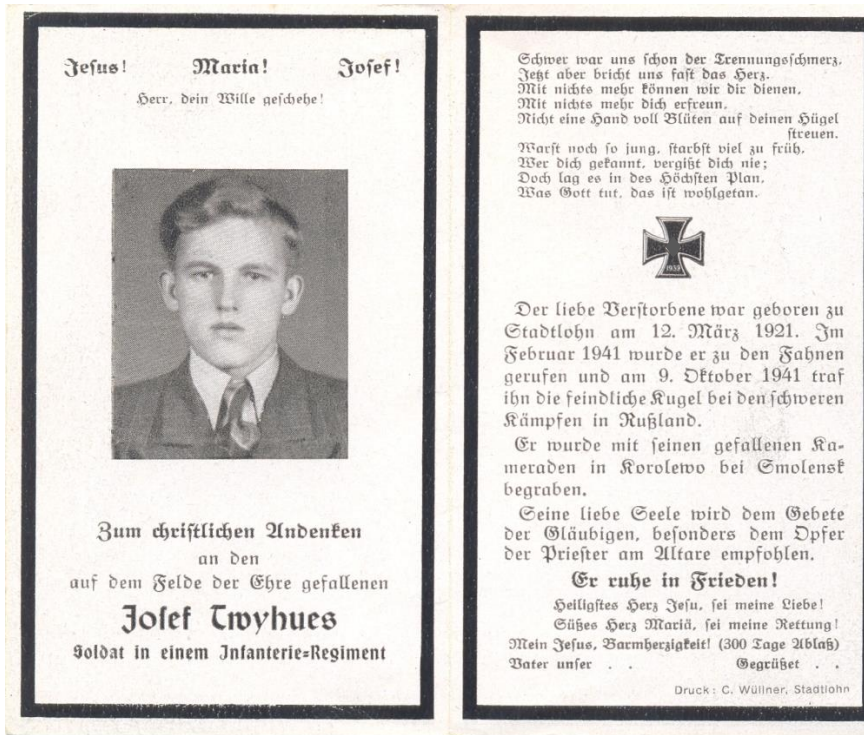 Jesus! Maria! Josef!
Herr, dein Wille geschehe!
Zum christlichen Andenken
an den
auf dem Felde der Ehre gefallenen
Josef Twyhues
Soldat in einem Infanterie=Regiment
Schwer war uns schon der Trennungsschmerz.
Jetzt aber bricht uns fast das Herz.
Mit nichts mehr können wir dir dienen,
Mit nichts mehr dich erfreun.
Nicht eine Hand voll Blüten auf deinen Hügel
streuen.
Warst noch so jung, starbst viel zu früh,
Wer dich gekannt, vergißt dich nie;
Doch lag es in des Höchsten Plan,
Was Gott tut, das ist wohlgetan.
1939
Der liebe Verstorbene war geboren zu
Stadtlohn am 12. März 1921. Im
Februar 1941 wurde er zu den Fahnen
gerufen und am 9. Oktober 1941 traf
ihn die feindliche Kugel bei den schweren
Kämpfen in Rußland.
Er wurde mit seinen gefallenen Ka-
meraden in Korolewo bei Smolensk
begraben.
Seine liebe Seele wird dem Gebete
der Gläubigen, besonders dem Opfer
der Priester am Altare empfohlen.
Er ruhe in Frieden!
Heiligstes Herz Jesu, sei meine Liebe!
Süßes Herz Mariä, sei meine Rettung!
Mein Jesus, Barmherzigkeit! (300 Tage Ablaß)
Vater unser . . Gegrüßet . .
Druck: C. Wüllner, Stadtlohn